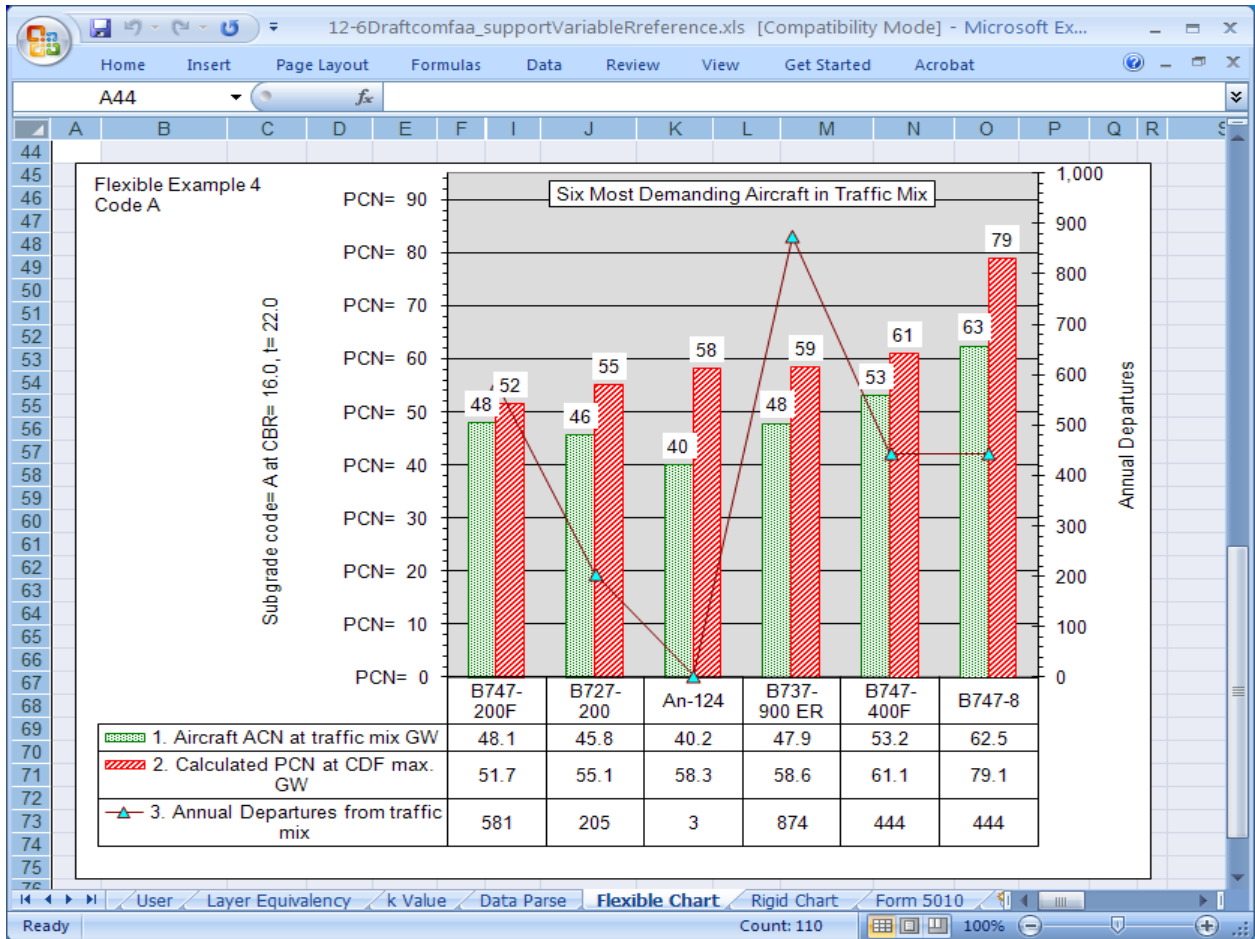 12-6Draftcomfaa_supportVariableRreference.xls [Compatibility Mode] - Microsoft Ex...
Home Insert Page Layout Formulas Data Review View Get Started Acrobat
A44 fx
A B C D E F I J K L M N O P Q R S
44
45
46
47
48
49
50
51
52
53
54
55
56
57
58
59
60
61
62
63
64
65
66
67
68
69
70
71
72
73
74
75
76
Flexible Example 4
Code A
Six Most Demanding Aircraft in Traffic Mix
Subgrade code= A at CBR= 16.0, t= 22.0
PCN= 90
PCN= 80
PCN= 70
PCN= 60
PCN= 50
PCN= 40
PCN= 30
PCN= 20
PCN= 10
PCN= 0
48 52
46 55
40 58
48 59
53 61
63 79
1,000
900
800
700
600
500
400
300
200
100
0
Annual Departures
B747-200F B727-200 An-124 B737-900 ER B747-400F B747-8
1. Aircraft ACN at traffic mix GW 48.1 45.8 40.2 47.9 53.2 62.5
2. Calculated PCN at CDF max. GW 51.7 55.1 58.3 58.6 61.1 79.1
3. Annual Departures from traffic mix 581 205 3 874 444 444
User Layer Equivalency k Value Data Parse Flexible Chart Rigid Chart Form 5010
Ready Count: 110 100%